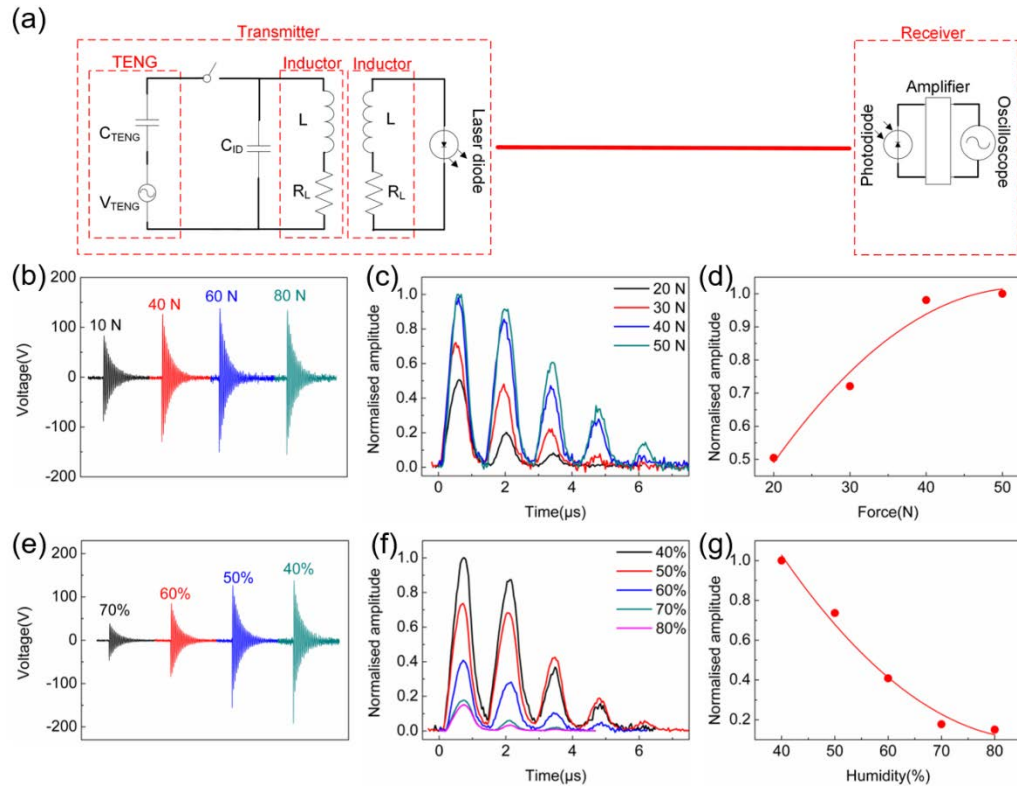 (a)
Transmitter
Receiver
TENG
Inductor
Inductor
Amplifier
C_TENG
C_ID
L
L
Laser diode
Photodiode
Oscilloscope
V_TENG
R_L
R_L
(b)
200
100
0
-100
-200
Voltage(V)
10 N
40 N
60 N
80 N
(c)
1.0
0.8
0.6
0.4
0.2
0.0
Normalised amplitude
20 N
30 N
40 N
50 N
0
2
4
6
Time(μs)
(d)
1.0
0.9
0.8
0.7
0.6
0.5
Normalised amplitude
20
30
40
50
Force(N)
(e)
200
100
0
-100
-200
Voltage(V)
70%
60%
50%
40%
(f)
1.0
0.8
0.6
0.4
0.2
0.0
Normalised amplitude
40%
50%
60%
70%
80%
0
2
4
6
Time(μs)
(g)
1.0
0.8
0.6
0.4
0.2
Normalised amplitude
40
50
60
70
80
Humidity(%)